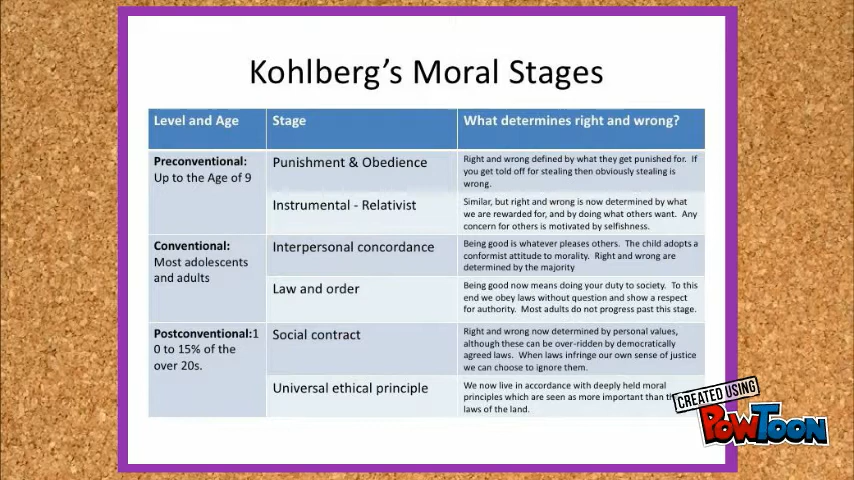 Kohlberg's Moral Stages
Level and Age
Stage
What determines right and wrong?
Preconventional:
Up to the Age of 9
Punishment & Obedience
Right and wrong defined by what they get punished for. If
you get told off for stealing then obviously stealing is
wrong.
Instrumental - Relativist
Similar, but right and wrong is now determined by what
we are rewarded for, and by doing what others want. Any
concern for others is motivated by selfishness.
Conventional:
Most adolescents
and adults
Interpersonal concordance
Being good is whatever pleases others. The child adopts a
conformist attitude to morality. Right and wrong are
determined by the majority
Law and order
Being good now means doing your duty to society. To this
end we obey laws without question and show a respect
for authority. Most adults do not progress past this stage.
Postconventional:1
0 to 15% of the
over 20s.
Social contract
Right and wrong now determined by personal values,
although these can be over-ridden by democratically
agreed laws. When laws infringe our own sense of justice
we can choose to ignore them.
Universal ethical principle
We now live in accordance with deeply held moral
principles which are seen as more important than
laws of the land.
CREATED USING
POWTOON